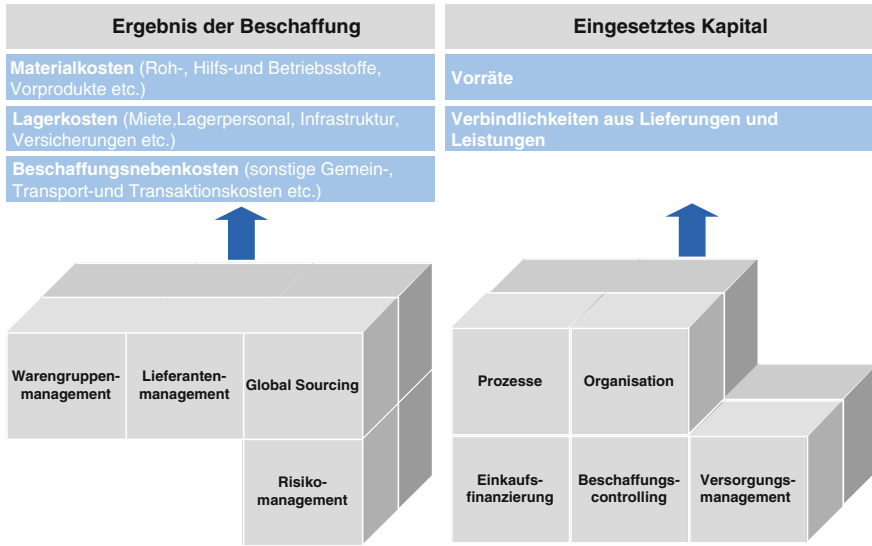 Ergebnis der Beschaffung
Materialkosten (Roh-, Hilfs-und Betriebsstoffe,
Vorprodukte etc.)
Lagerkosten (Miete,Lagerpersonal, Infrastruktur,
Versicherungen etc.)
Beschaffungsnebenkosten (sonstige Gemein-,
Transport-und Transaktionskosten etc.)
Warengruppen-
management
Lieferanten-
management
Global Sourcing
Risiko-
management
Eingesetztes Kapital
Vorräte
Verbindlichkeiten aus Lieferungen und
Leistungen
Prozesse
Organisation
Einkaufs-
finanzierung
Beschaffungs-
controlling
Versorgungs-
management